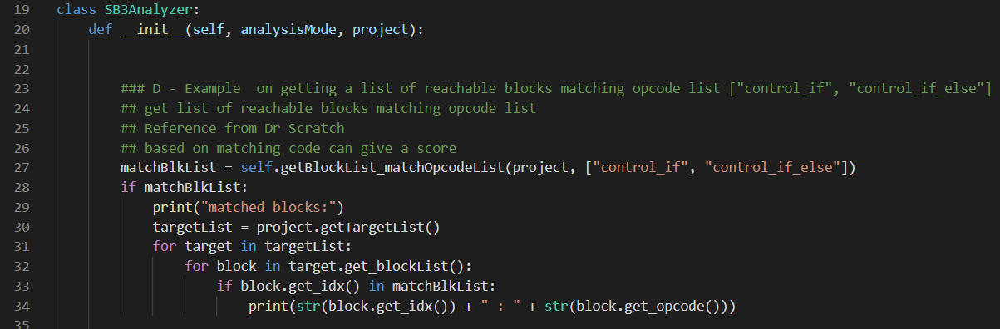 19 class SB3Analyzer:
20 def __init__(self, analysisMode, project):
21
22
23 ### D - Example  on getting a list of reachable blocks matching opcode list ["control_if", "control_if_else"]
24 ## get list of reachable blocks matching opcode list
25 ## Reference from Dr Scratch
26 ## based on matching code can give a score
27 matchBlkList = self.getBlockList_matchOpcodeList(project, ["control_if", "control_if_else"])
28 if matchBlkList:
29 print("matched blocks:")
30 targetList = project.getTargetList()
31 for target in targetList:
32 for block in target.get_blockList():
33 if block.get_idx() in matchBlkList:
34 print(str(block.get_idx()) + " : " + str(block.get_opcode()))
35